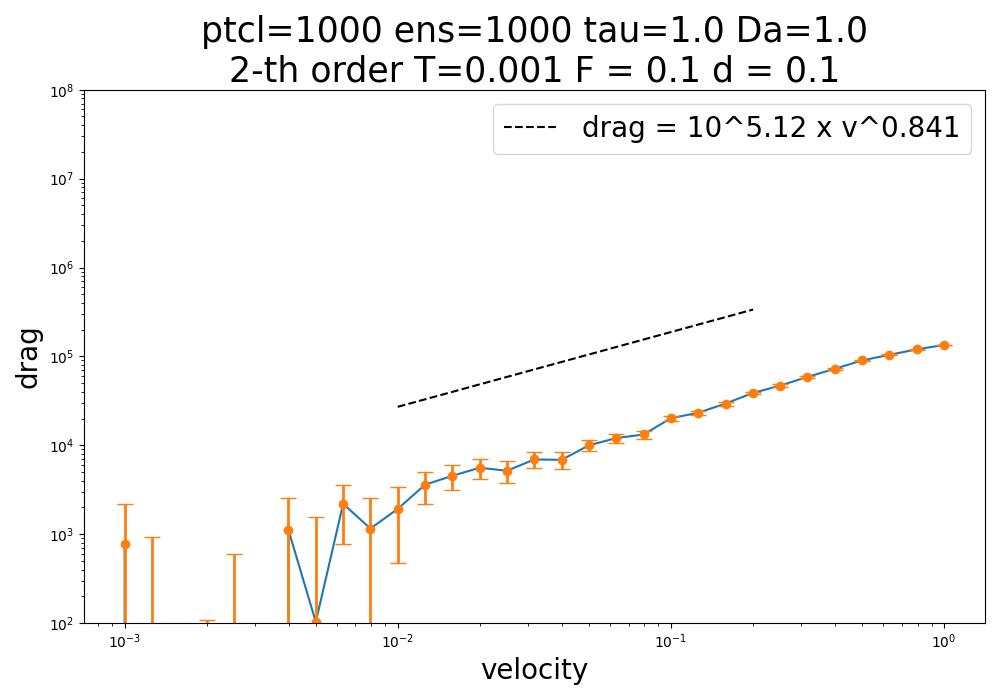 ptcl=1000 ens=1000 tau=1.0 Da=1.0
2-th order T=0.001 F = 0.1 d = 0.1
drag = 10^5.12 x v^0.841
10^8
10^7
10^6
10^5
10^4
10^3
10^2
drag
10^-3
10^-2
10^-1
10^0
velocity